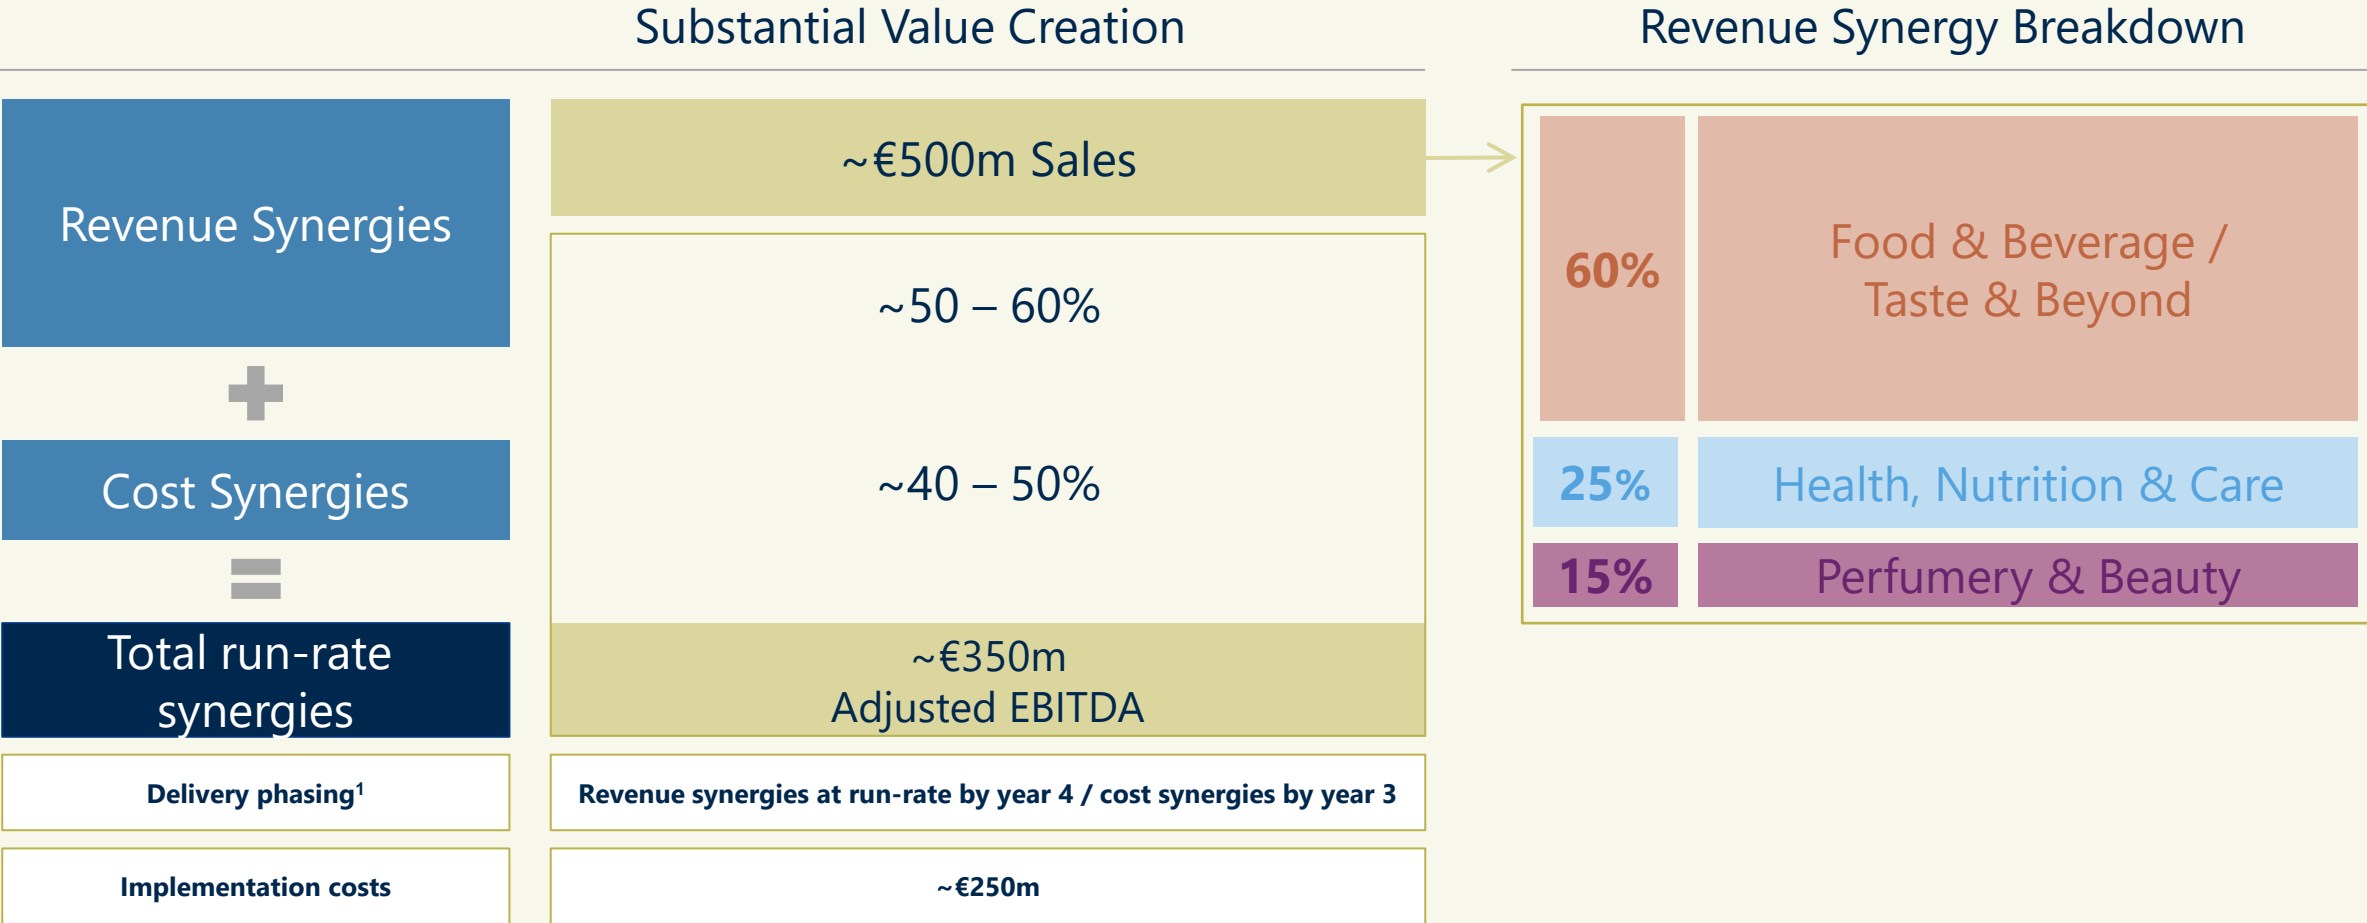 Substantial Value Creation
Revenue Synergy Breakdown
Revenue Synergies
~€500m Sales
~50 – 60%
Cost Synergies
~40 – 50%
Total run-rate
synergies
~€350m
Adjusted EBITDA
Delivery phasing¹
Revenue synergies at run-rate by year 4 / cost synergies by year 3
Implementation costs
~€250m
60%
Food & Beverage /
Taste & Beyond
25%
Health, Nutrition & Care
15%
Perfumery & Beauty